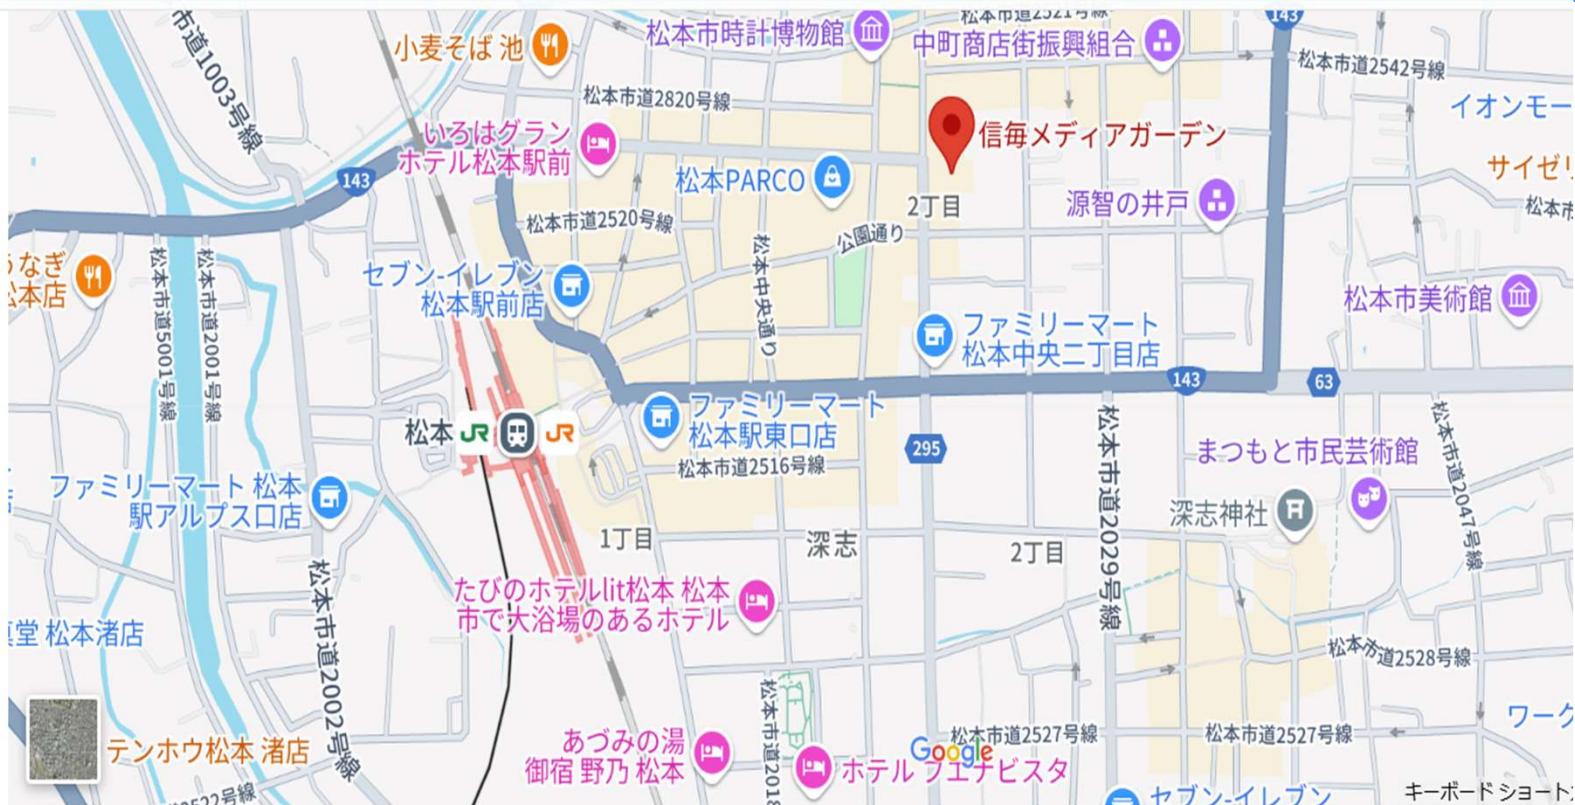 143
松本市道2521号線
市道1003号線
小麦そば 池
松本市時計博物館
中町商店街振興組合
松本市道2542号線
松本市道2820号線
イオンモー
いろはグラン
ホテル松本駅前
信毎メディアガーデン
143
松本PARCO
サイゼリ
2丁目
源智の井戸
松本市
松本市道2520号線
公園通り
うなぎ
松本店
松本市道5001号線
松本市道2001号線
セブン-イレブン
松本駅前店
松本中央通り
松本市美術館
ファミリーマート
松本中央二丁目店
143
63
松本
JR
JR
ファミリーマート
松本駅東口店
松本市道2516号線
295
松本市道2029号線
まつもと市民芸術館
松本市道2047号線
ファミリーマート 松本
駅アルプス口店
深志神社
1丁目
深志
2丁目
松本市道2002号線
たびのホテルlit松本 松本
市で大浴場のあるホテル
堂 松本渚店
松本市道2528号線
松本市道2018
ワーク
テンホウ松本 渚店
あづみの湯
御宿 野乃 松本
松本市道2527号線
松本市道2527号線
Google
ホテル ブエナビスタ
2522号線
セブン-イレブン
キーボード ショート